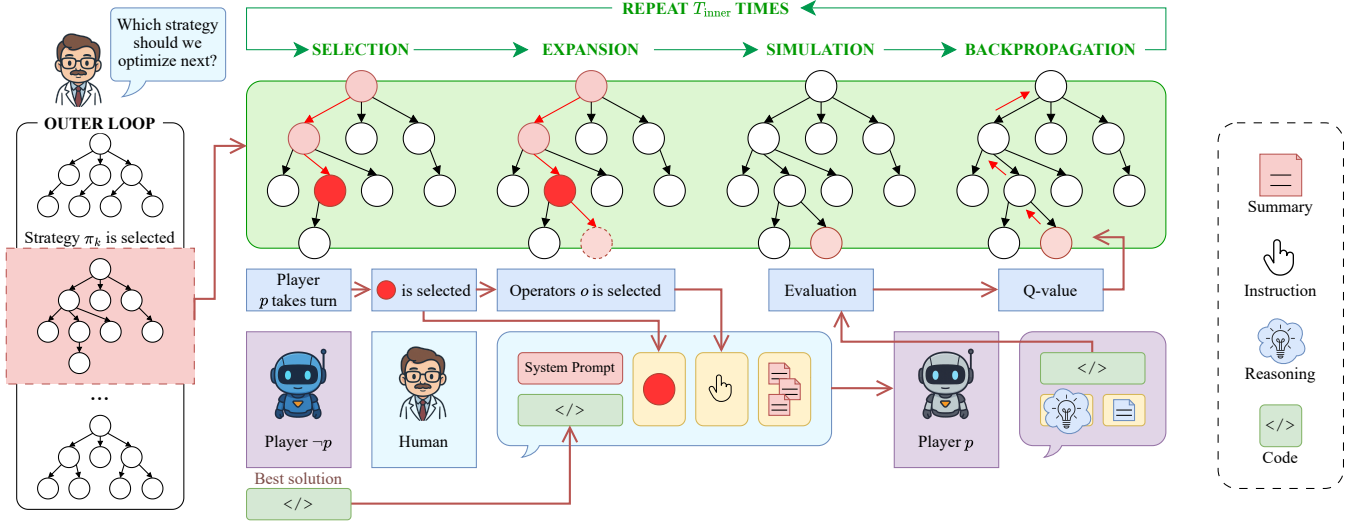 REPEAT T_inner TIMES
Which strategy
should we
optimize next?
SELECTION
EXPANSION
SIMULATION
BACKPROPAGATION
OUTER LOOP
Strategy π_k is selected
...
Player
p takes turn
is selected
Operators o is selected
Evaluation
Q-value
System Prompt
</>
</>
Player ¬p
Human
Player p
Best solution
</>
Summary
Instruction
Reasoning
</>
Code